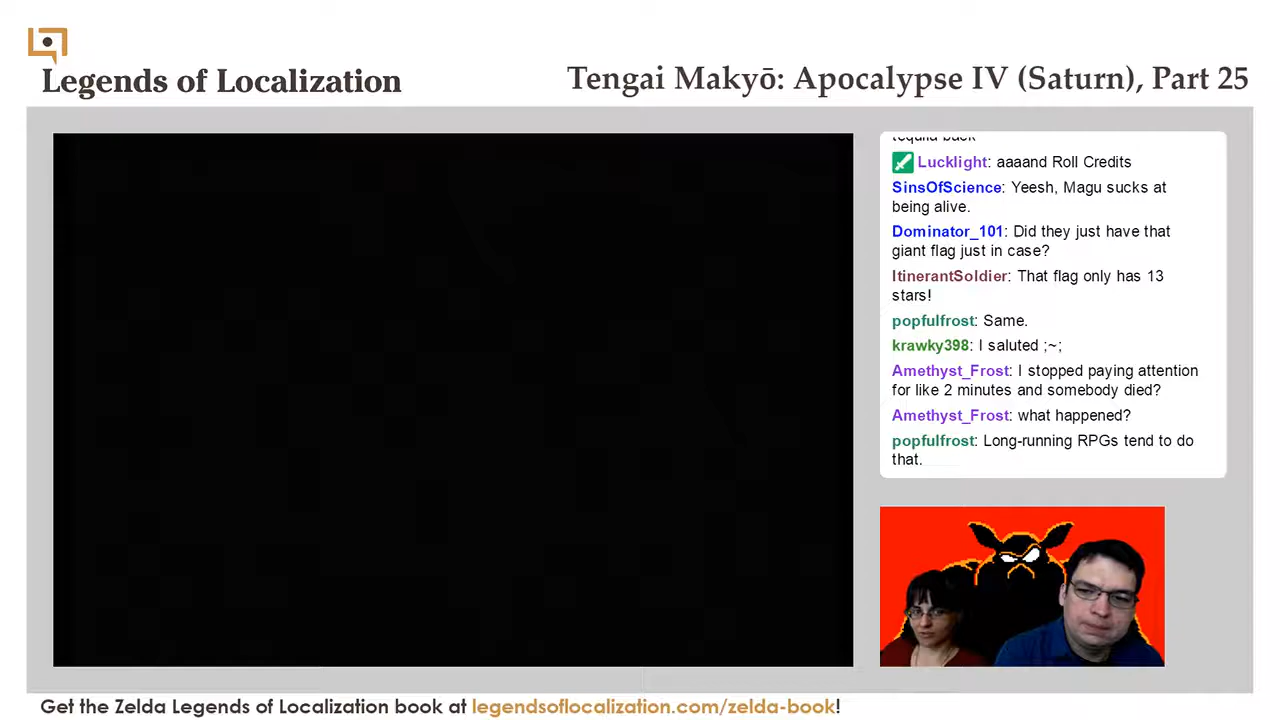 Legends of Localization
Tengai Makyō: Apocalypse IV (Saturn), Part 25
tequila back
Lucklight: aaaand Roll Credits
SinsOfScience: Yeesh, Magu sucks at
being alive.
Dominator_101: Did they just have that
giant flag just in case?
ItinerantSoldier: That flag only has 13
stars!
popfulfrost: Same.
krawky398: I saluted ;~;
Amethyst_Frost: I stopped paying attention
for like 2 minutes and somebody died?
Amethyst_Frost: what happened?
popfulfrost: Long-running RPGs tend to do
that.
Get the Zelda Legends of Localization book at legendsoflocalization.com/zelda-book!